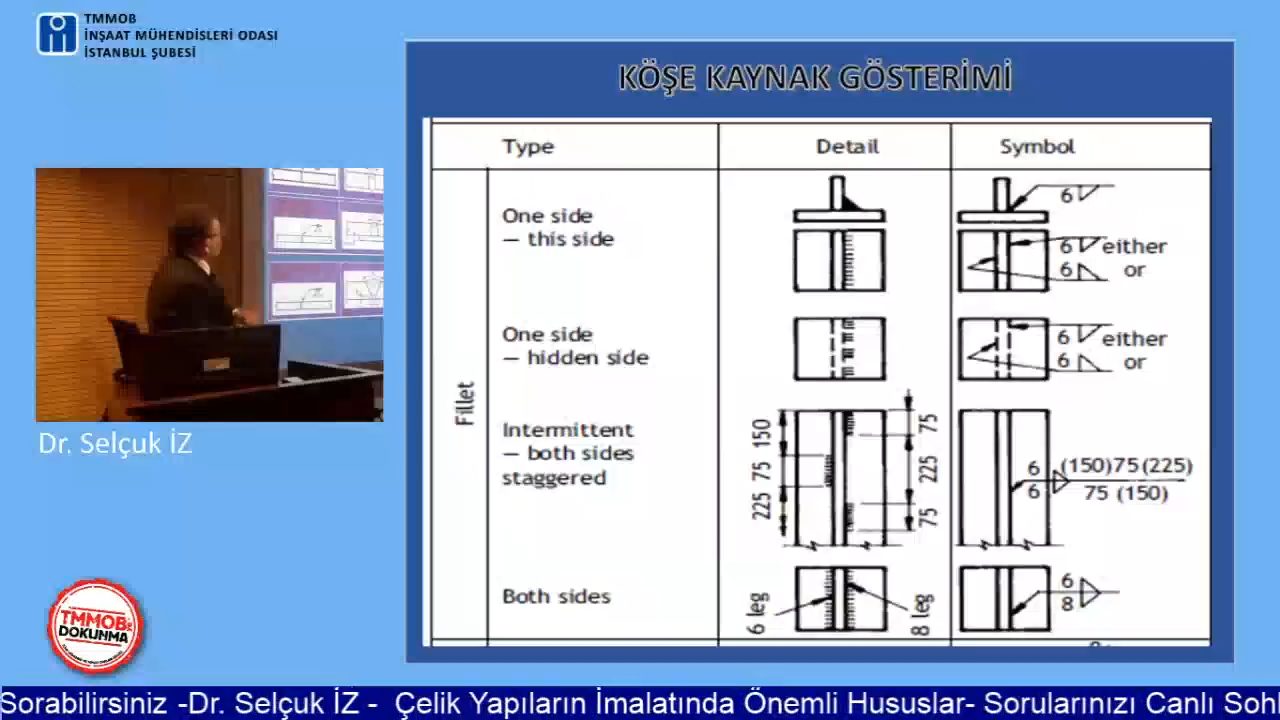 TMMOB
İNŞAAT MÜHENDİSLERİ ODASI
İSTANBUL ŞUBESİ
KÖŞE KAYNAK GÖSTERİMİ
Type
Detail
Symbol
Fillet
One side
– this side
6
6 either
6 or
One side
– hidden side
6 either
6 or
Intermittent
– both sides
staggered
150
75
225
75
225
75
6 (150)75(225)
6 75 (150)
Both sides
6 leg
8 leg
6
8
Dr. Selçuk İZ
TMMOB'E
DOKUNMA
Sorabilirsiniz -Dr. Selçuk İZ - Çelik Yapıların İmalatında Önemli Hususlar- Sorularınızı Canlı Soh